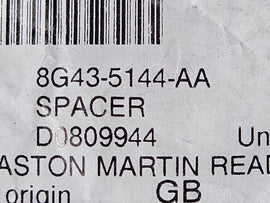 8G43-5144-AA
SPACER
D0809944 Un
ASTON MARTIN READ
origin GB